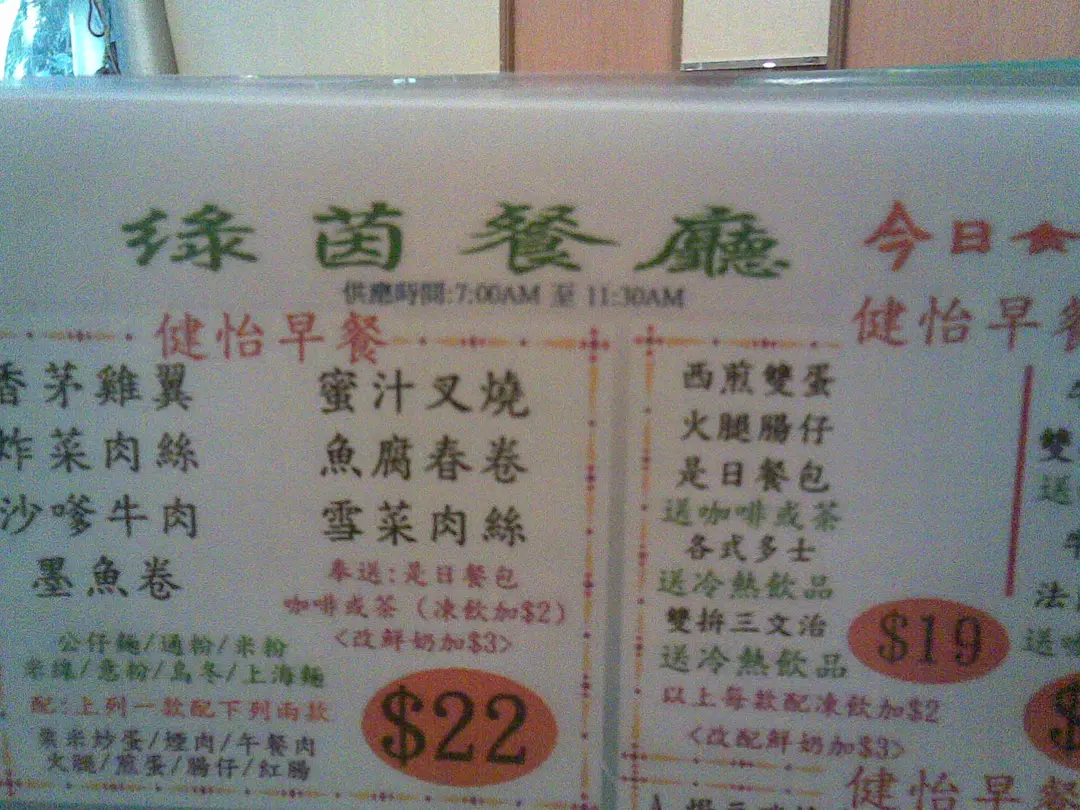 綠茵餐廳
今日★
供應時間:7:00AM 至 11:30AM
健怡早餐
香茅雞翼
炸菜肉絲
沙嗲牛肉
墨魚卷
蜜汁叉燒
魚腐春卷
雪菜肉絲
奉送:是日餐包
咖啡或茶(凍飲加$2)
<改鮮奶加$3>
公仔麵/通粉/米粉
米線/意粉/烏冬/上海麵
配:上列一款配下列兩款
粟米炒蛋/煙肉/午餐肉
火腿/煎蛋/腸仔/紅腸
$22
健怡早餐
西煎雙蛋
火腿腸仔
是日餐包
送咖啡或茶
各式多士
送冷熱飲品
雙拚三文治
送冷熱飲品
$19
以上每款配凍飲加$2
<改配鮮奶加$3>
雙
送
法
送咖
健怡早餐